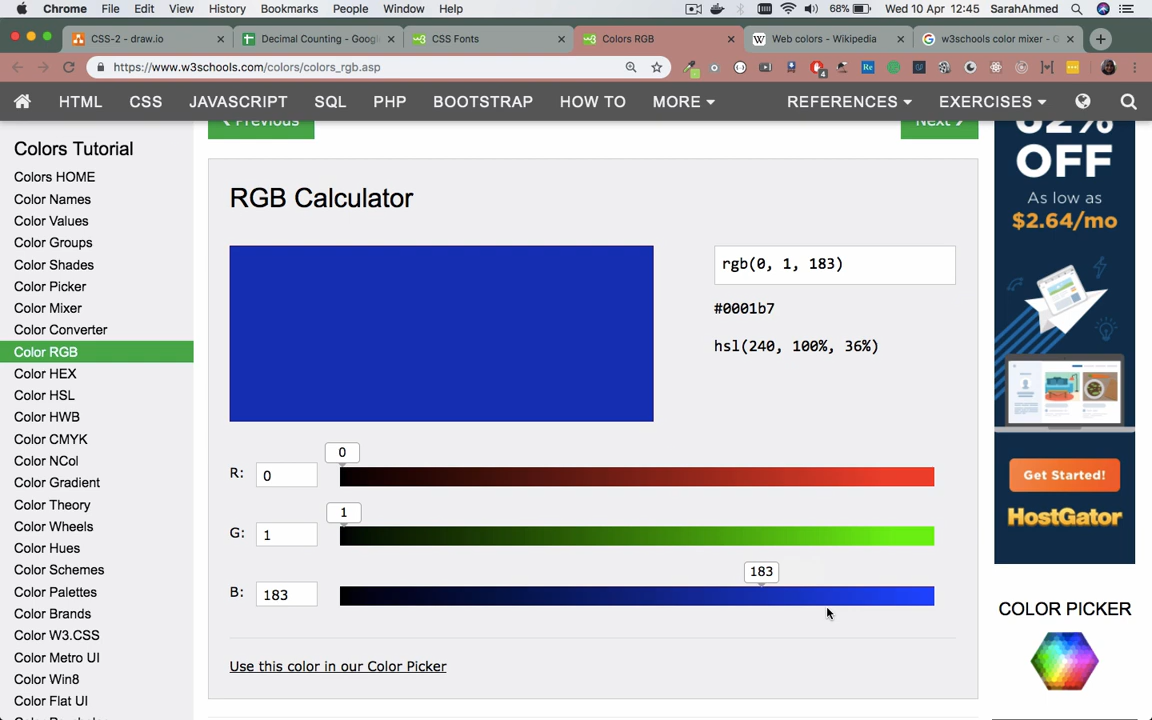 Chrome File Edit View History Bookmarks People Window Help 68% Wed 10 Apr 12:45 SarahAhmed
CSS-2 - draw.io
Decimal Counting - Googl
CSS Fonts
Colors RGB
Web colors - Wikipedia
w3schools color mixer - G
https://www.w3schools.com/colors/colors_rgb.asp
HTML CSS JAVASCRIPT SQL PHP BOOTSTRAP HOW TO MORE REFERENCES EXERCISES
Previous
Next
Colors Tutorial
Colors HOME
Color Names
Color Values
Color Groups
Color Shades
Color Picker
Color Mixer
Color Converter
Color RGB
Color HEX
Color HSL
Color HWB
Color CMYK
Color NCol
Color Gradient
Color Theory
Color Wheels
Color Hues
Color Schemes
Color Palettes
Color Brands
Color W3.CSS
Color Metro UI
Color Win8
Color Flat UI
RGB Calculator
rgb(0, 1, 183)
#0001b7
hsl(240, 100%, 36%)
0
R: 0
1
G: 1
183
B: 183
Use this color in our Color Picker
62%
OFF
As low as
$2.64/mo
Get Started!
HostGator
COLOR PICKER